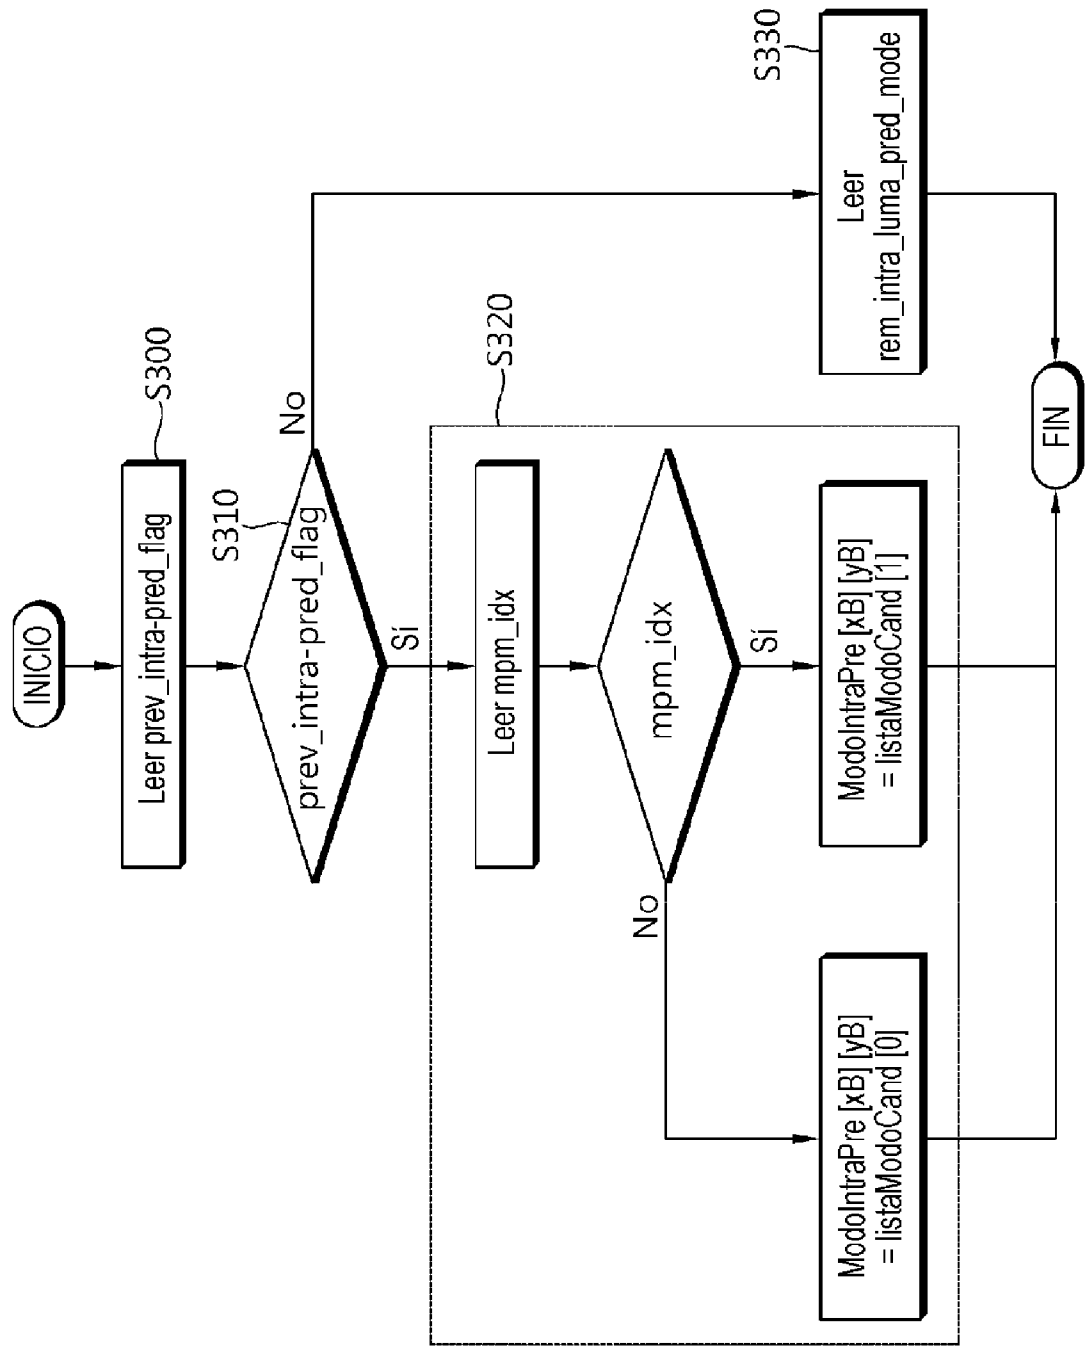 INICIO
Leer prev_intra-pred_flag
S300
S310
prev_intra-pred_flag
No
Sí
S320
Leer mpm_idx
mpm_idx
No
Sí
ModoIntraPre [xB] [yB]
= listaModoCand [0]
ModoIntraPre [xB] [yB]
= listaModoCand [1]
S330
Leer
rem_intra_luma_pred_mode
FIN